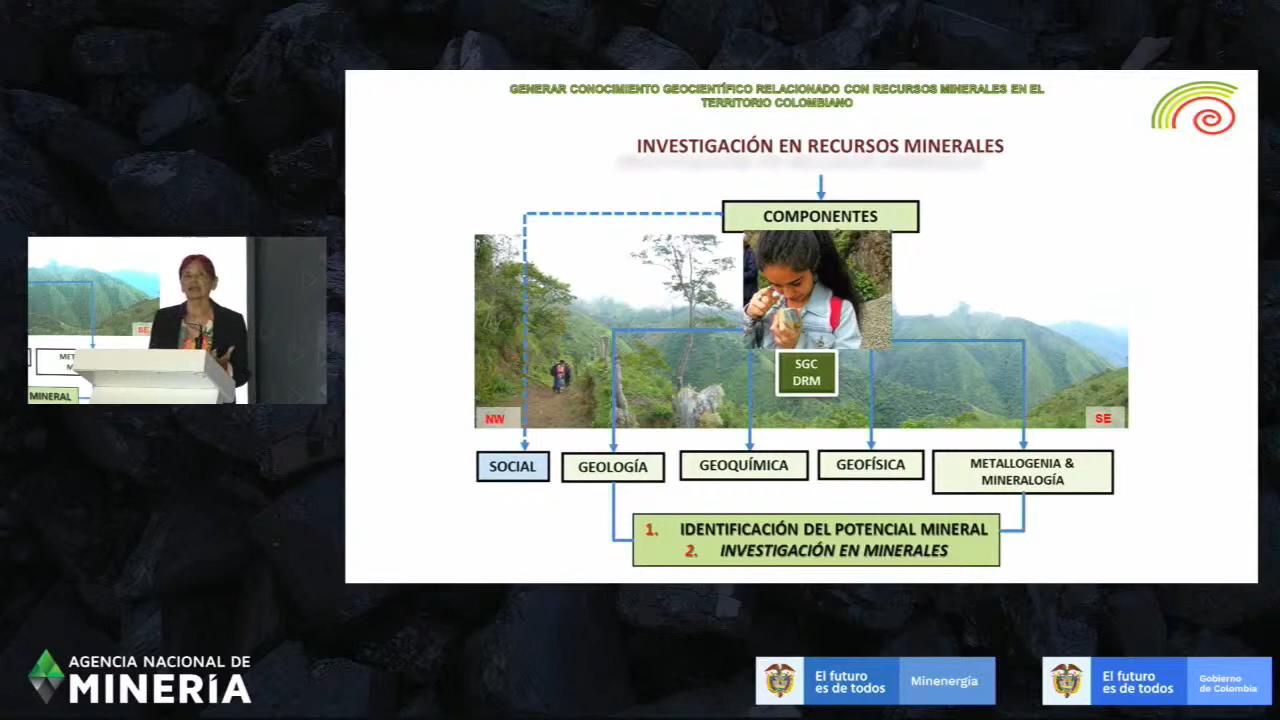 GENERAR CONOCIMIENTO GEOCIENTÍFICO RELACIONADO CON RECURSOS MINERALES EN EL
TERRITORIO COLOMBIANO
INVESTIGACIÓN EN RECURSOS MINERALES
COMPONENTES
SGC
DRM
NW
SE
SOCIAL
GEOLOGÍA
GEOQUÍMICA
GEOFÍSICA
METALLOGENIA &
MINERALOGÍA
1. IDENTIFICACIÓN DEL POTENCIAL MINERAL
2. INVESTIGACIÓN EN MINERALES
SE
MET
M
MINERAL
AGENCIA NACIONAL DE
MINERÍA
El futuro
es de todos
Minenergía
El futuro
es de todos
Gobierno
de Colombia